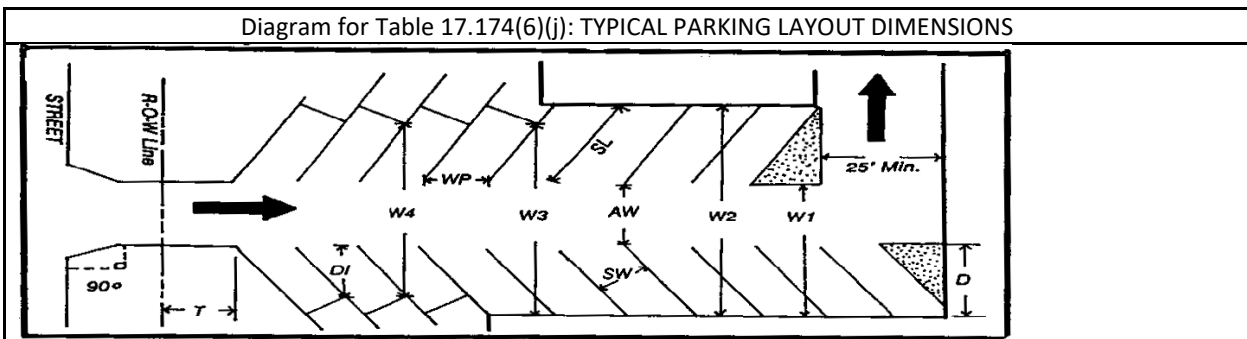 Diagram for Table 17.174(6)(j): TYPICAL PARKING LAYOUT DIMENSIONS
STREET
R-O-W Line
SL
25' Min.
WP
W4
W3
AW
W2
W1
DI
SW
D
90°
T